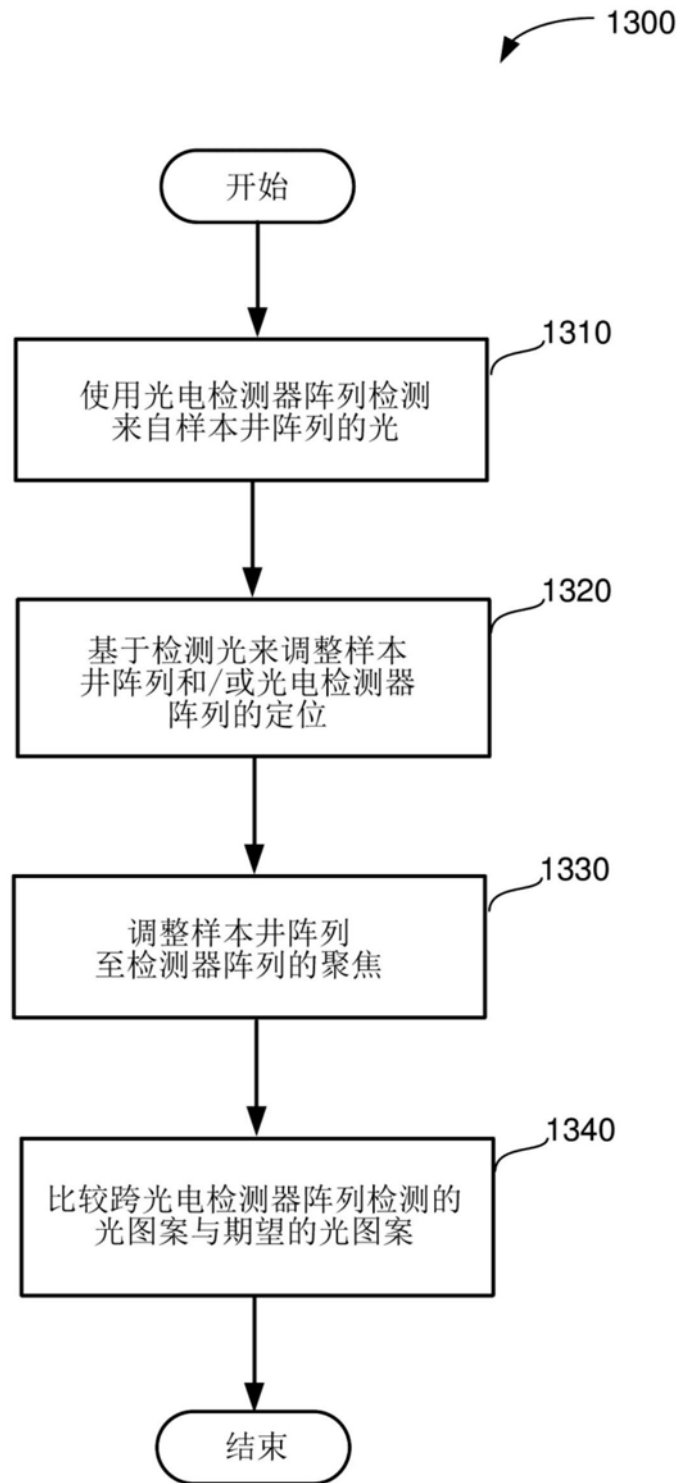 1300
开始
1310
使用光电检测器阵列检测
来自样本井阵列的光
1320
基于检测光来调整样本
井阵列和/或光电检测器
阵列的定位
1330
调整样本井阵列
至检测器阵列的聚焦
1340
比较跨光电检测器阵列检测的
光图案与期望的光图案
结束